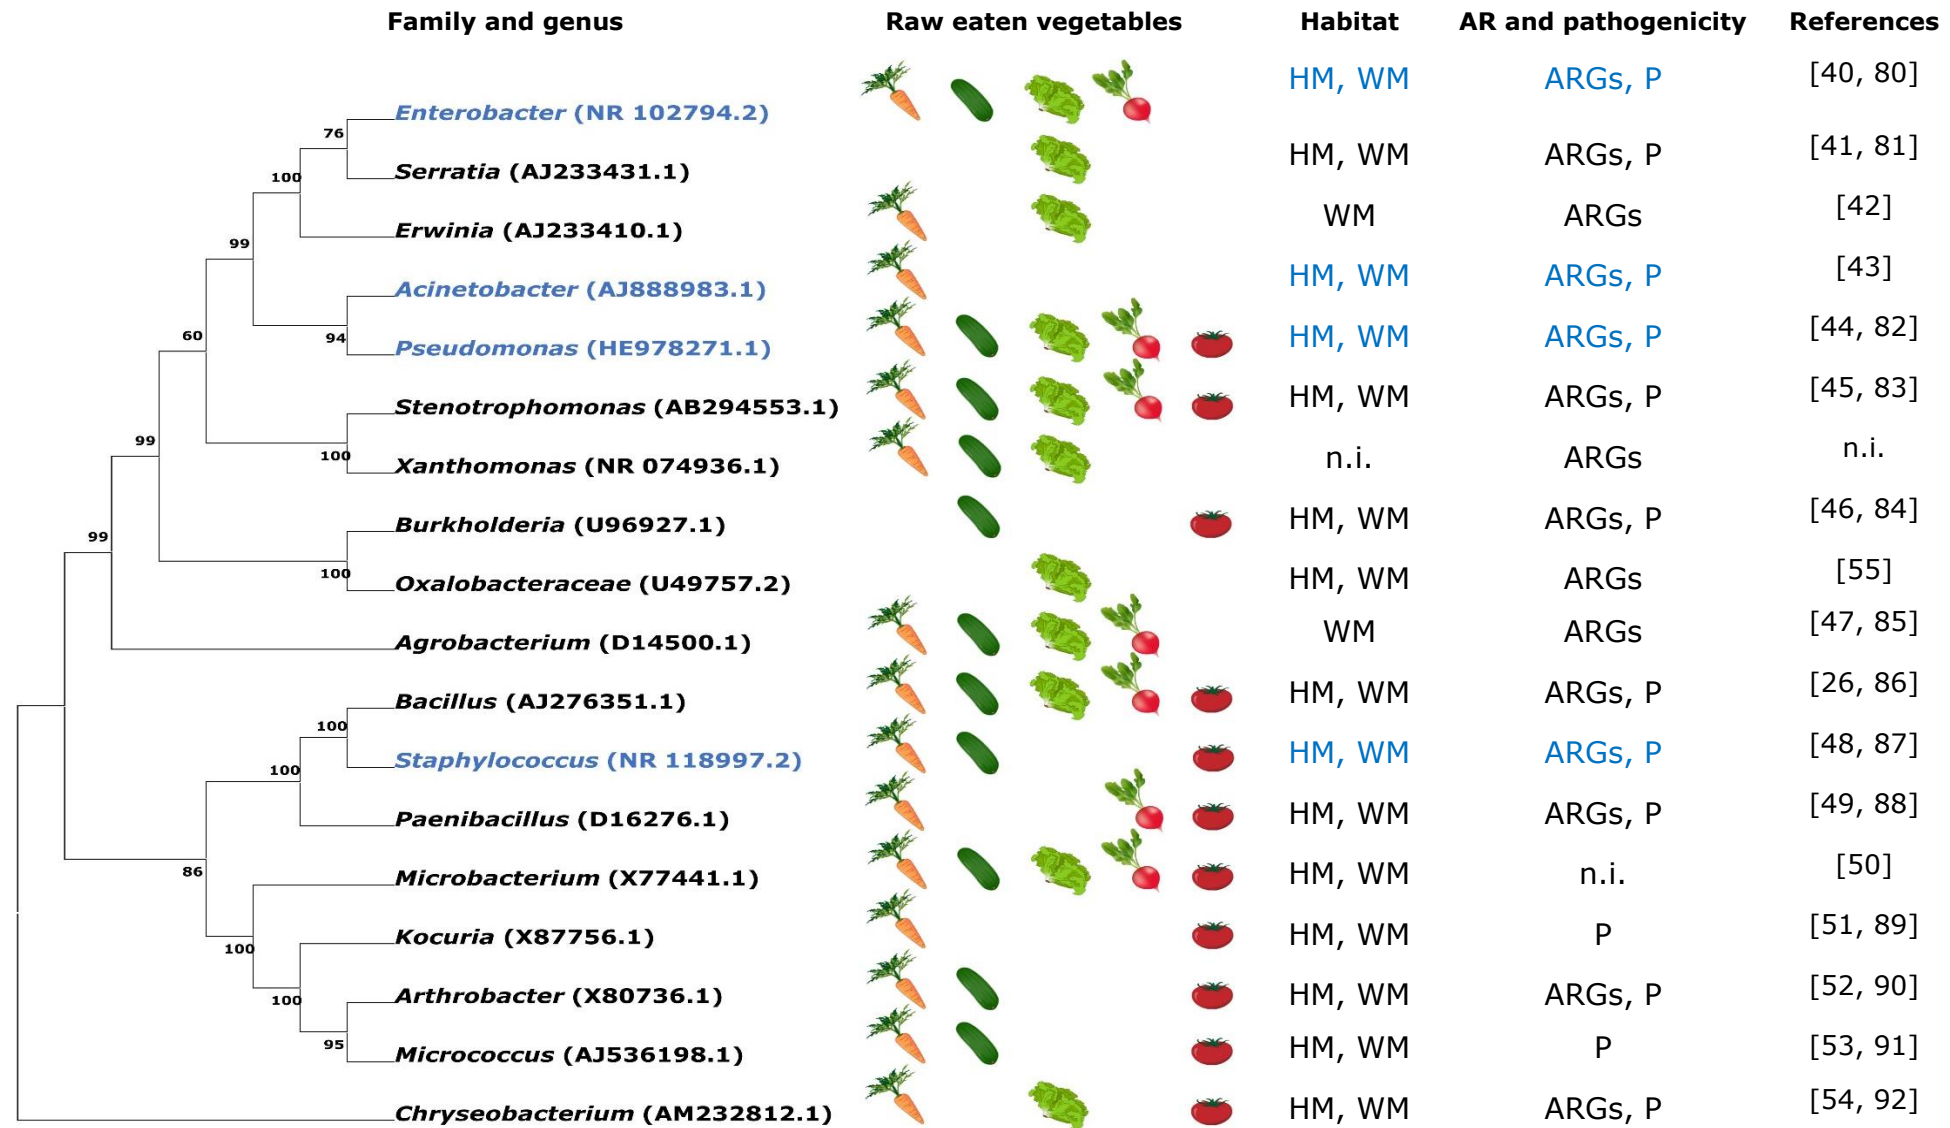 Family and genus Raw eaten vegetables Habitat AR and pathogenicity References
Enterobacter (NR 102794.2) HM, WM ARGs, P [40, 80]
76
Serratia (AJ233431.1) HM, WM ARGs, P [41, 81]
100
Erwinia (AJ233410.1) WM ARGs [42]
99
Acinetobacter (AJ888983.1) HM, WM ARGs, P [43]
60 94
Pseudomonas (HE978271.1) HM, WM ARGs, P [44, 82]
Stenotrophomonas (AB294553.1) HM, WM ARGs, P [45, 83]
99 100
Xanthomonas (NR 074936.1) n.i. ARGs n.i.
Burkholderia (U96927.1) HM, WM ARGs, P [46, 84]
99
100
Oxalobacteraceae (U49757.2) HM, WM ARGs [55]
Agrobacterium (D14500.1) WM ARGs [47, 85]
Bacillus (AJ276351.1) HM, WM ARGs, P [26, 86]
100
Staphylococcus (NR 118997.2) HM, WM ARGs, P [48, 87]
100
Paenibacillus (D16276.1) HM, WM ARGs, P [49, 88]
86
Microbacterium (X77441.1) HM, WM n.i. [50]
Kocuria (X87756.1) HM, WM P [51, 89]
100
Arthrobacter (X80736.1) HM, WM ARGs, P [52, 90]
100
95
Micrococcus (AJ536198.1) HM, WM P [53, 91]
Chryseobacterium (AM232812.1) HM, WM ARGs, P [54, 92]